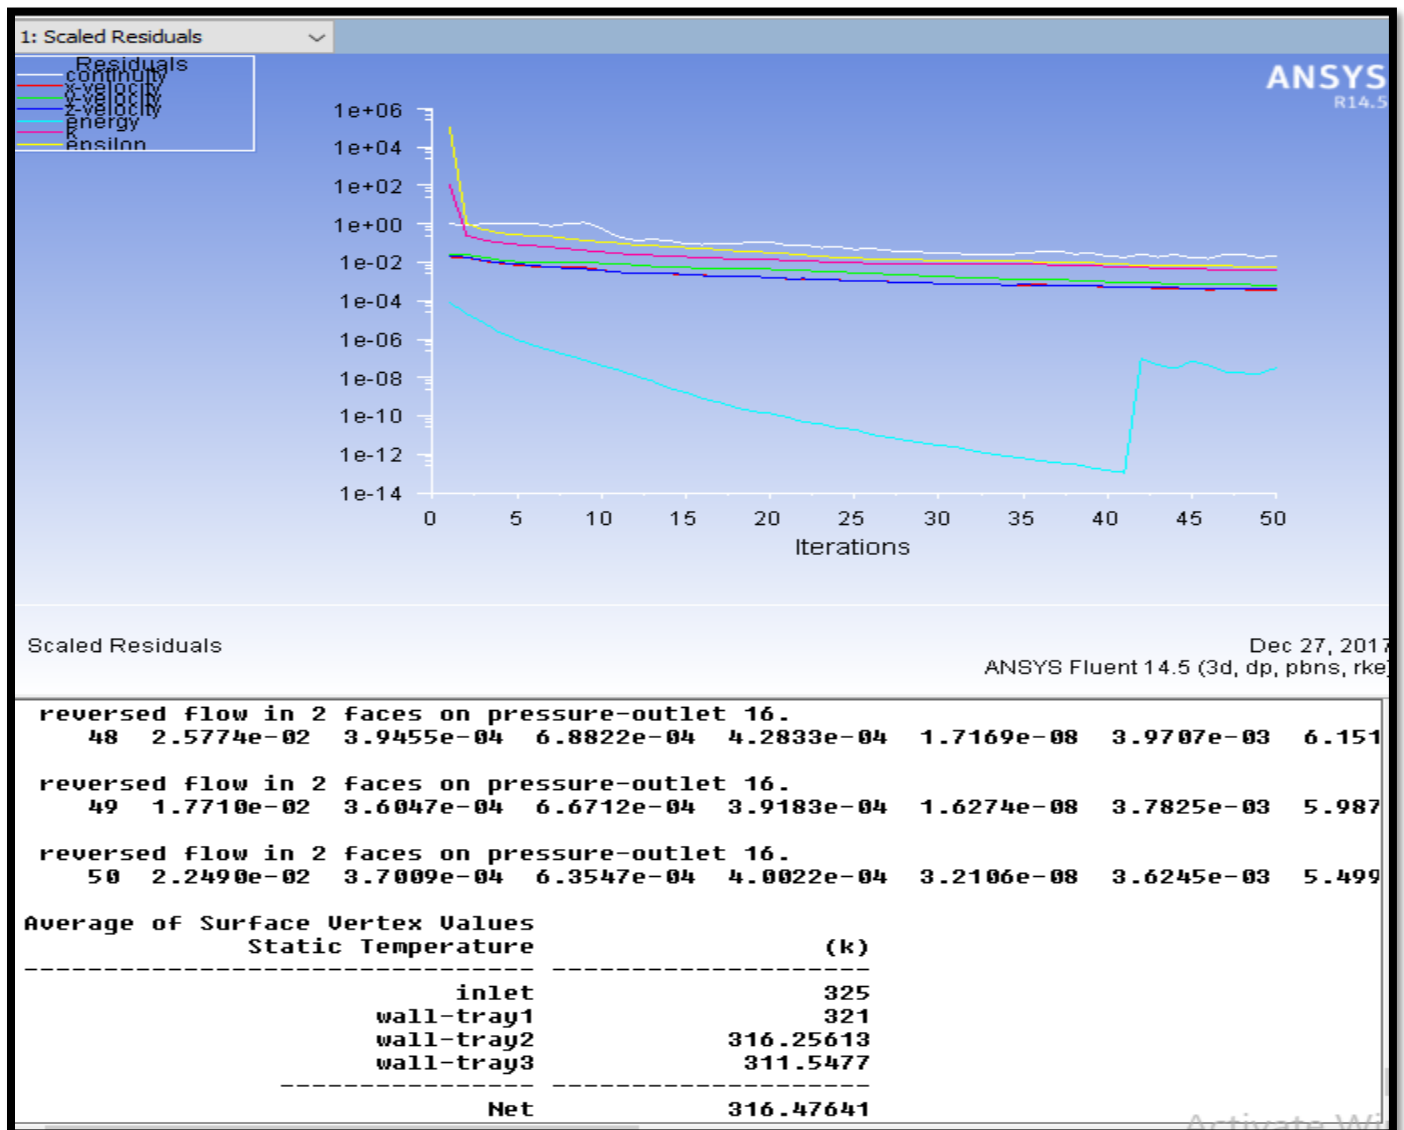 1: Scaled Residuals
Residuals
continuity
x-velocity
y-velocity
z-velocity
energy
k
epsilon
ANSYS
R14.5
1e+06
1e+04
1e+02
1e+00
1e-02
1e-04
1e-06
1e-08
1e-10
1e-12
1e-14
0 5 10 15 20 25 30 35 40 45 50
Iterations
Scaled Residuals
Dec 27, 2017
ANSYS Fluent 14.5 (3d, dp, pbns, rke)
reversed flow in 2 faces on pressure-outlet 16.
48 2.5774e-02 3.9455e-04 6.8822e-04 4.2833e-04 1.7169e-08 3.9707e-03 6.151
reversed flow in 2 faces on pressure-outlet 16.
49 1.7710e-02 3.6047e-04 6.6712e-04 3.9183e-04 1.6274e-08 3.7825e-03 5.987
reversed flow in 2 faces on pressure-outlet 16.
50 2.2490e-02 3.7009e-04 6.3547e-04 4.0022e-04 3.2106e-08 3.6245e-03 5.499
Average of Surface Vertex Values
Static Temperature (k)
-------------------------------- --------------------
inlet 325
wall-tray1 321
wall-tray2 316.25613
wall-tray3 311.5477
---------------- --------------------
Net 316.47641
Activate Wi